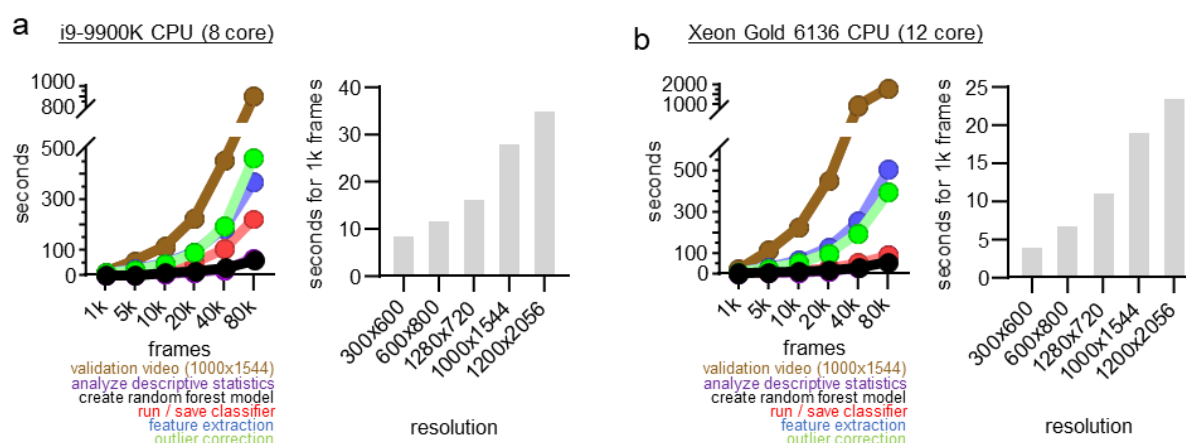 a
i9-9900K CPU (8 core)
1000
800
500
300
100
0
seconds
1k
5k
10k
20k
40k
80k
frames
validation video (1000x1544)
analyze descriptive statistics
create random forest model
run / save classifier
feature extraction
outlier correction
40
30
20
10
0
seconds for 1k frames
300x600
600x800
1280x720
1000x1544
1200x2056
resolution
b
Xeon Gold 6136 CPU (12 core)
2000
1000
500
300
100
0
seconds
1k
5k
10k
20k
40k
80k
frames
validation video (1000x1544)
analyze descriptive statistics
create random forest model
run / save classifier
feature extraction
outlier correction
25
20
15
10
5
0
seconds for 1k frames
300x600
600x800
1280x720
1000x1544
1200x2056
resolution